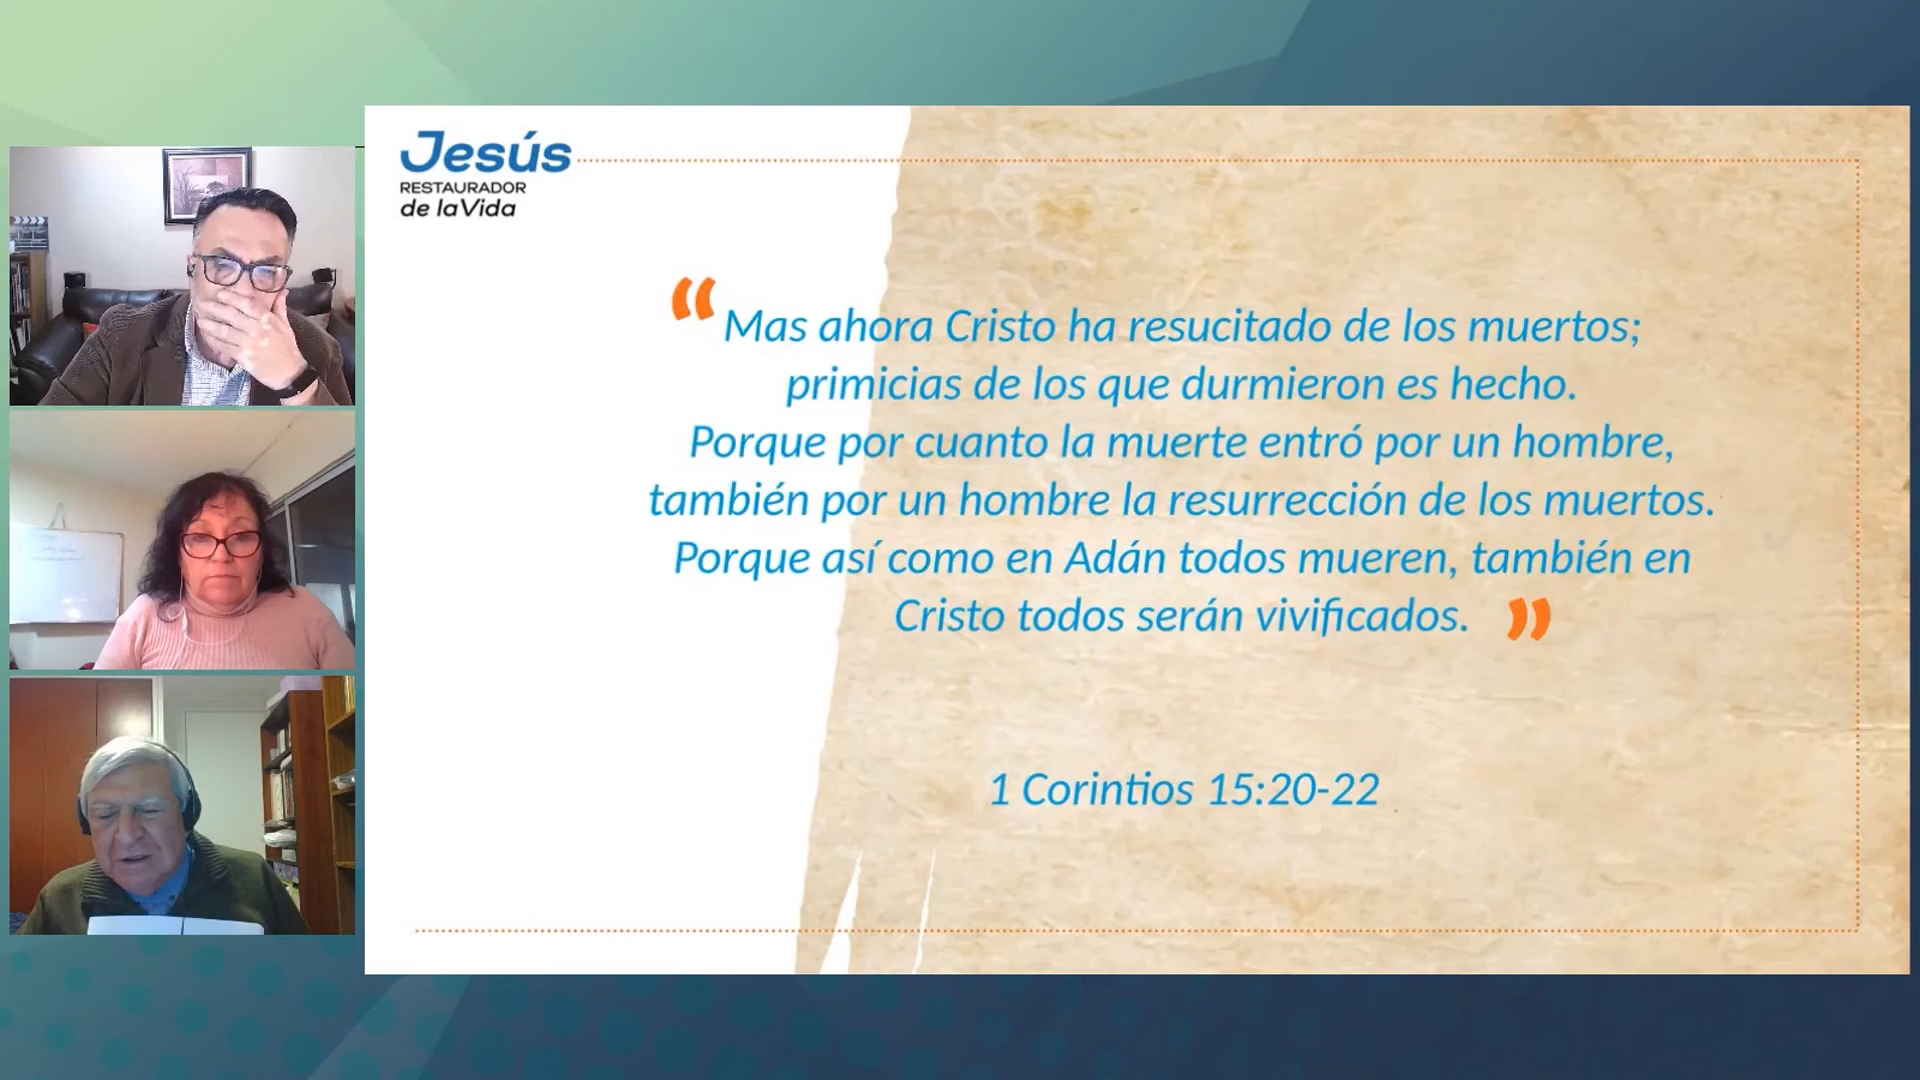 Jesús
RESTAURADOR
de la Vida
“Mas ahora Cristo ha resucitado de los muertos;
primicias de los que durmieron es hecho.
Porque por cuanto la muerte entró por un hombre,
también por un hombre la resurrección de los muertos.
Porque así como en Adán todos mueren, también en
Cristo todos serán vivificados. ”
1 Corintios 15:20-22